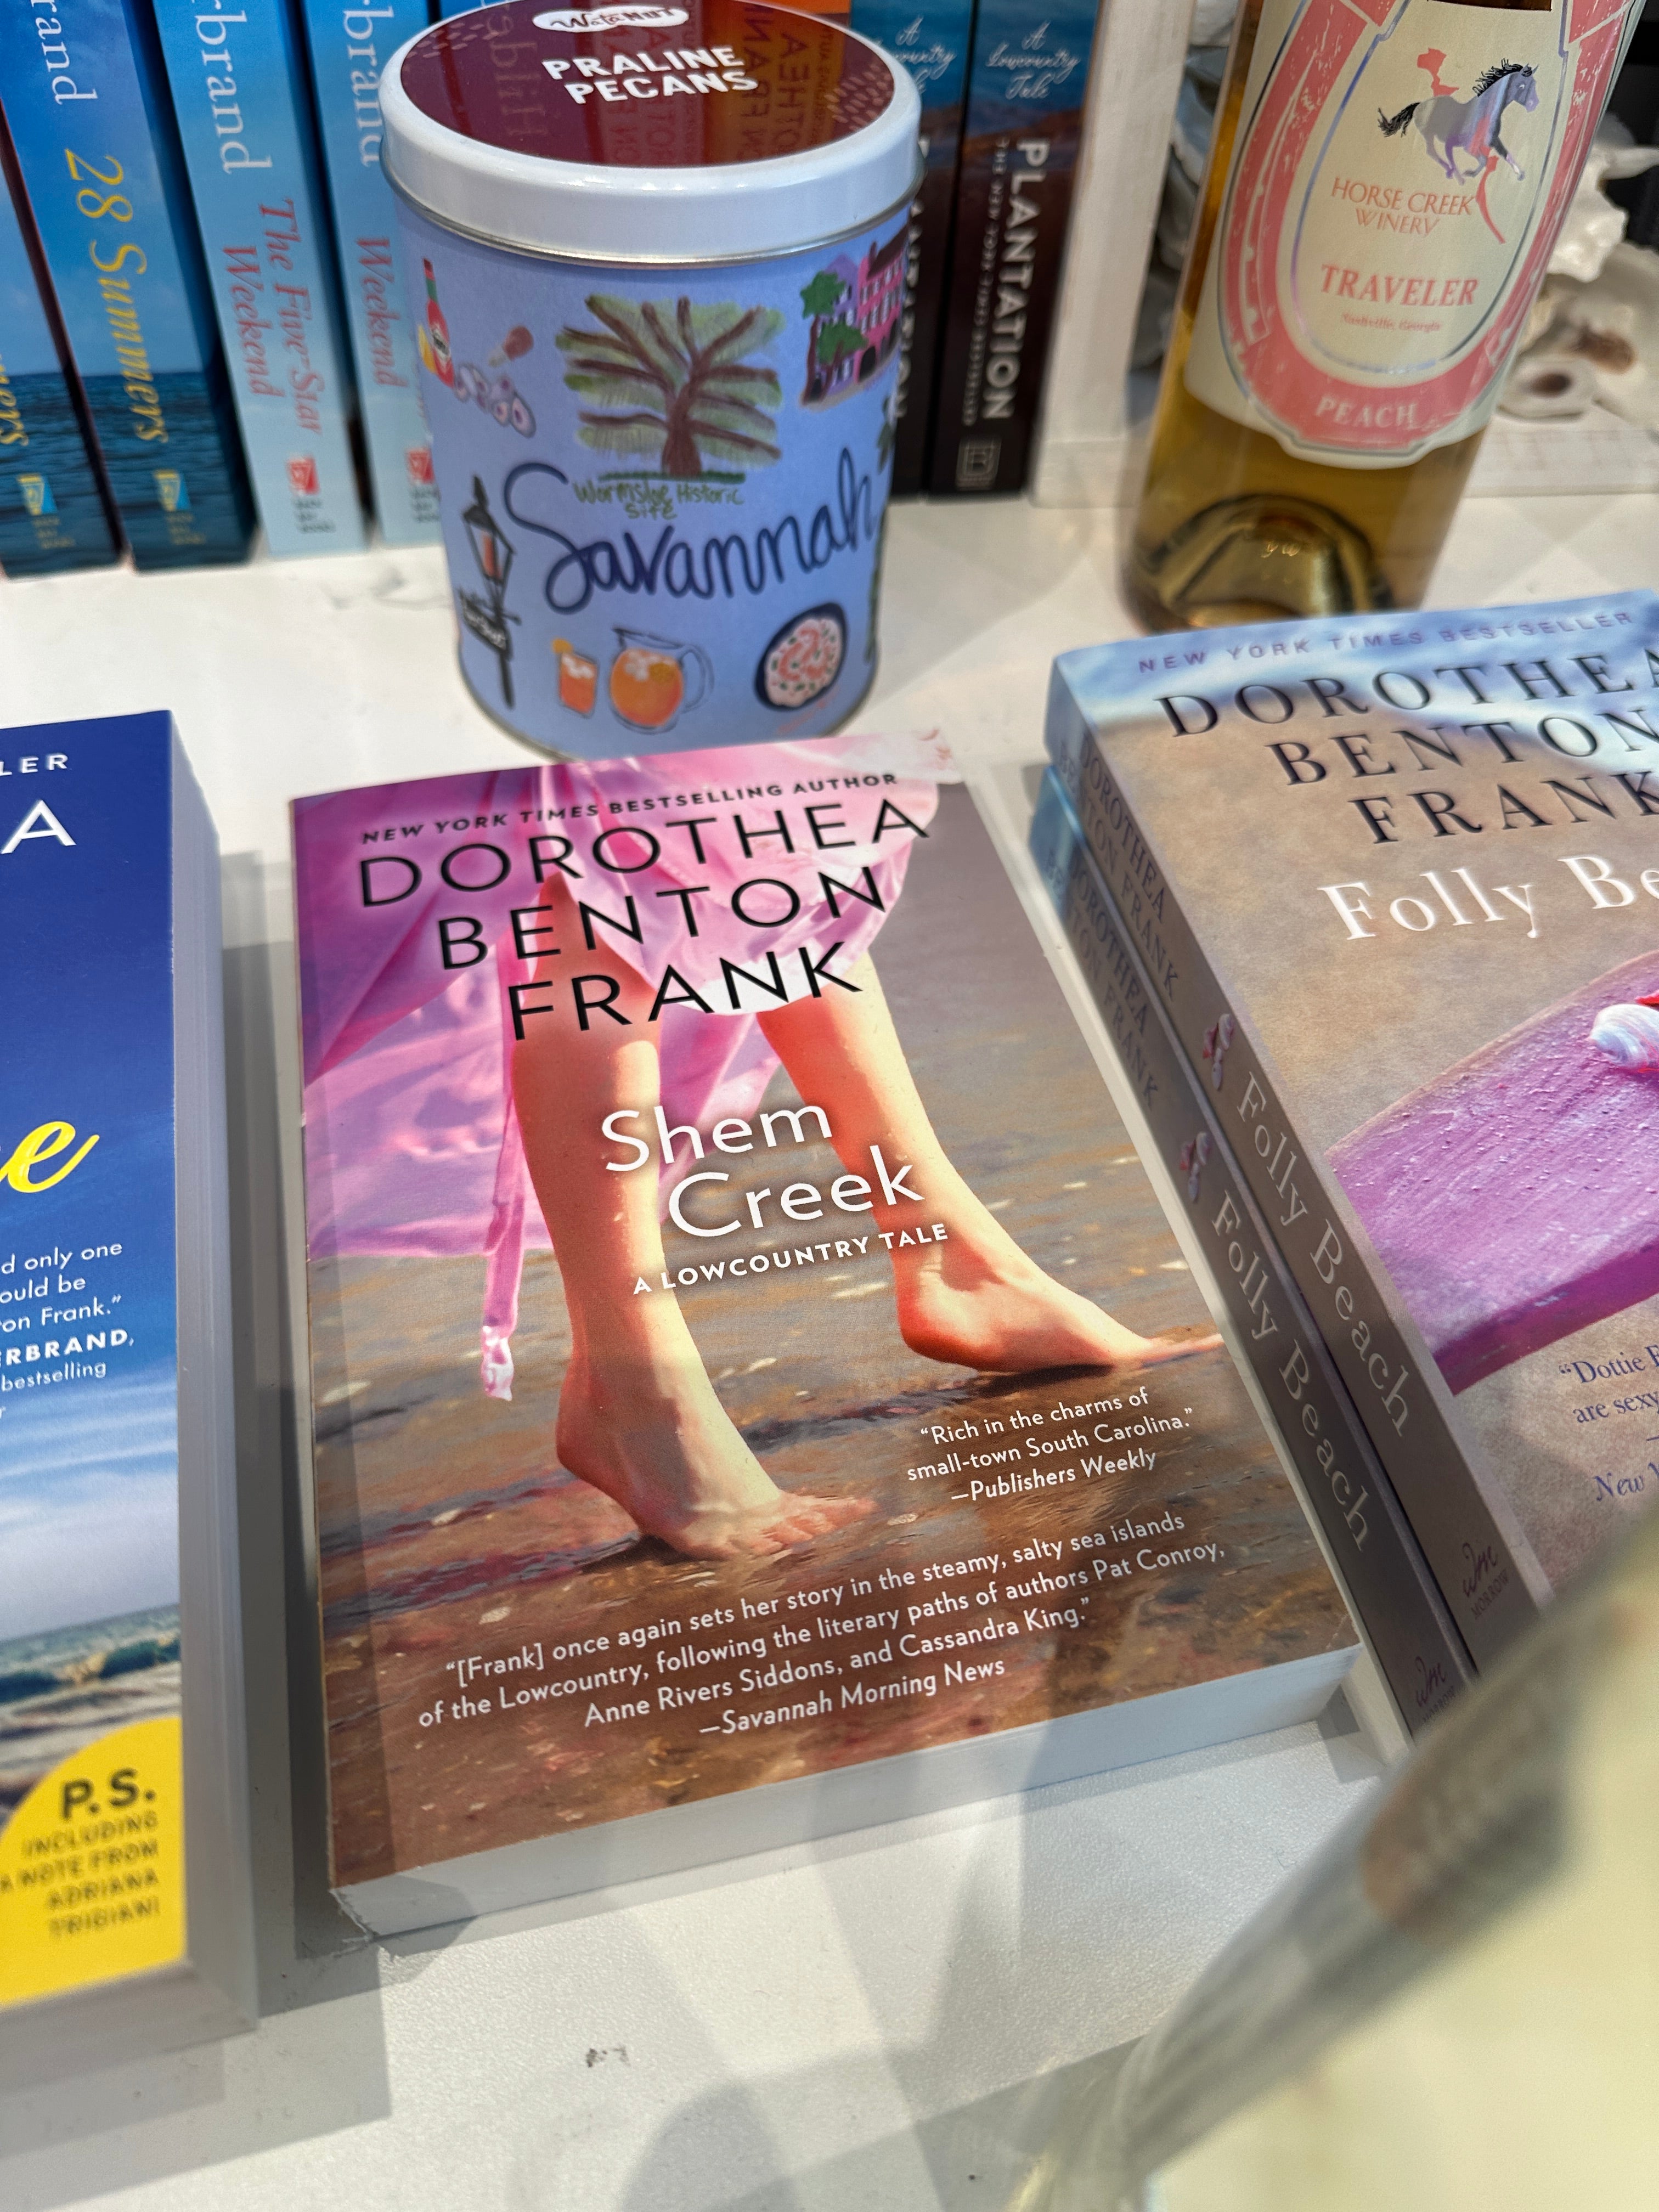 rand
28 Summers
rbrand
The Five-Star
Weekend
brand
Weekend
WataNuts
PRALINE
PECANS
Wormsloe Historic
Site
Savannah
A
Lowcountry
Tale
PLANTATION
HORSE CREEK
WINERY
TRAVELER
Nashville, Georgia
PEACH
LER
A
e
d only one
ould be
on Frank.”
ERBRAND,
bestselling
r
P.S.
INCLUDING
A NOTE FROM
ADRIANA
TRIGIANI
NEW YORK TIMES BESTSELLING AUTHOR
DOROTHEA
BENTON
FRANK
Shem
Creek
A LOWCOUNTRY TALE
“Rich in the charms of
small-town South Carolina.”
—Publishers Weekly
“[Frank] once again sets her story in the steamy, salty sea islands
of the Lowcountry, following the literary paths of authors Pat Conroy,
Anne Rivers Siddons, and Cassandra King.”
—Savannah Morning News
DOROTHEA
BENTON FRANK
Folly Beach
MORROW
DOROTHEA
BENTON FRANK
Folly Beach
NEW YORK TIMES BESTSELLER
DOROTHEA
BENTON
FRANK
Folly Be
“Dottie F
are sexy
New Y